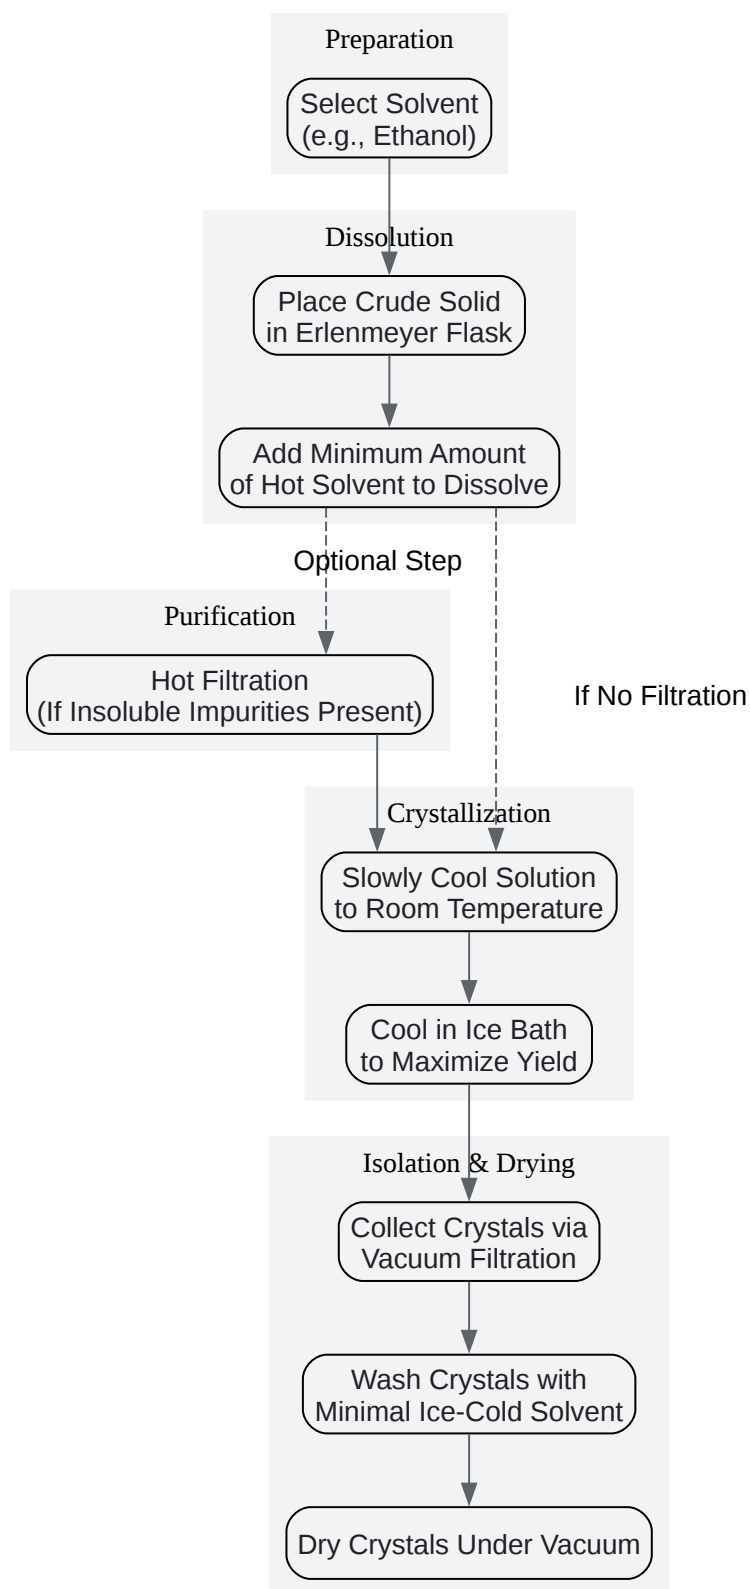 Preparation
Select Solvent
(e.g., Ethanol)
Dissolution
Place Crude Solid
in Erlenmeyer Flask
Add Minimum Amount
of Hot Solvent to Dissolve
Optional Step
Purification
Hot Filtration
(If Insoluble Impurities Present)
If No Filtration
Crystallization
Slowly Cool Solution
to Room Temperature
Cool in Ice Bath
to Maximize Yield
Isolation & Drying
Collect Crystals via
Vacuum Filtration
Wash Crystals with
Minimal Ice-Cold Solvent
Dry Crystals Under Vacuum